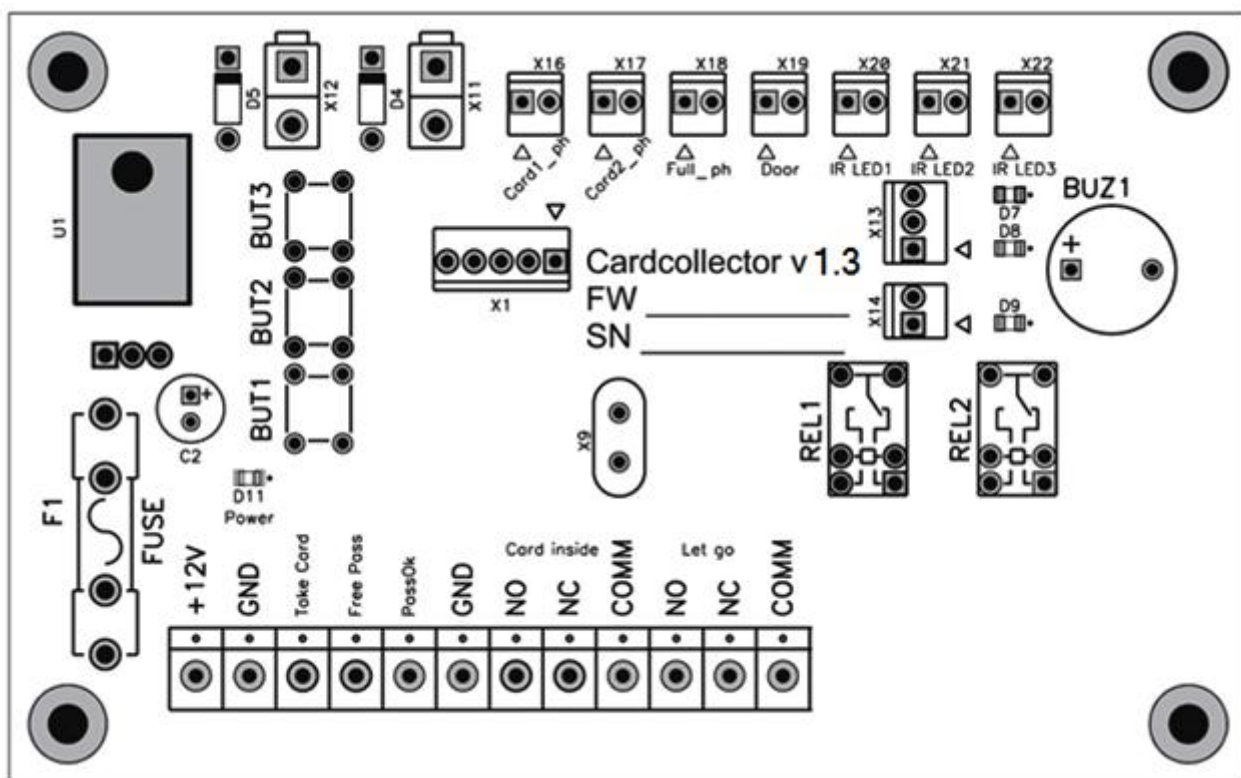 X16 X17 X18 X19 X20 X21 X22
D5 X12 D4 X11
Card1_ph Card2_ph Full_ph Door IR LED1 IR LED2 IR LED3
U1
BUT3
BUT2
BUT1
X1
Cardcollector v 1.3
FW
SN
X13
X14
D7
D8
D9
BUZ1
+
+
C2
X9
REL1
REL2
D11
Power
F1
FUSE
Card inside Let go
+12V GND Take Card Free Pass PassOk GND NO NC COMM NO NC COMM